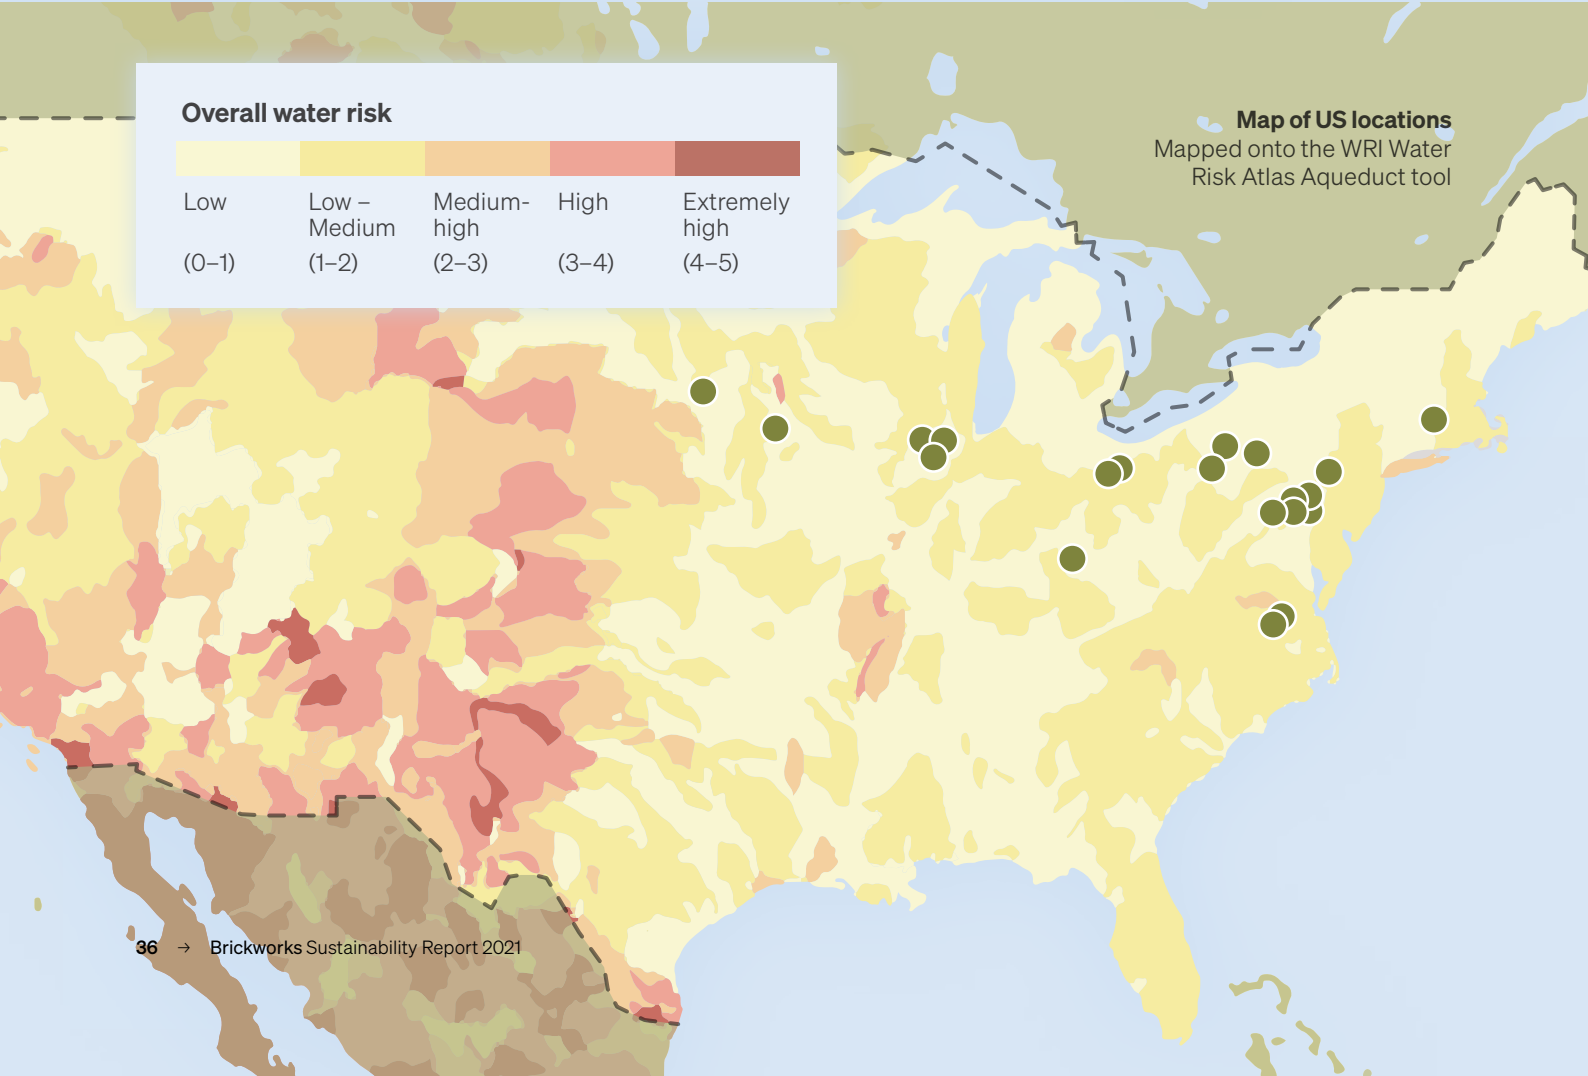 Overall water risk
Low
(0–1)
Low –
Medium
(1–2)
Medium-
high
(2–3)
High
(3–4)
Extremely
high
(4–5)
Map of US locations
Mapped onto the WRI Water
Risk Atlas Aqueduct tool
36 → Brickworks Sustainability Report 2021